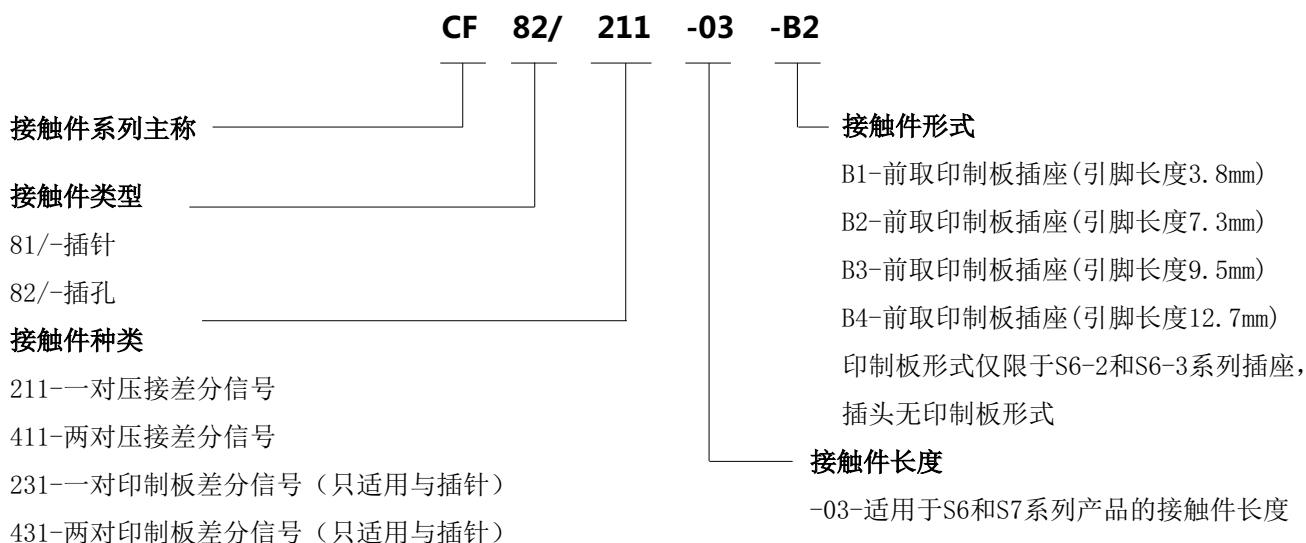 CF 82/ 211 -03 -B2
接触件系列主称
接触件类型
81/-插针
82/-插孔
接触件种类
211-一对压接差分信号
411-两对压接差分信号
231-一对印制板差分信号（只适用与插针）
431-两对印制板差分信号（只适用与插针）
接触件形式
B1-前取印制板插座(引脚长度3.8mm)
B2-前取印制板插座(引脚长度7.3mm)
B3-前取印制板插座(引脚长度9.5mm)
B4-前取印制板插座(引脚长度12.7mm)
印制板形式仅限于S6-2和S6-3系列插座，
插头无印制板形式
接触件长度
-03-适用于S6和S7系列产品的接触件长度